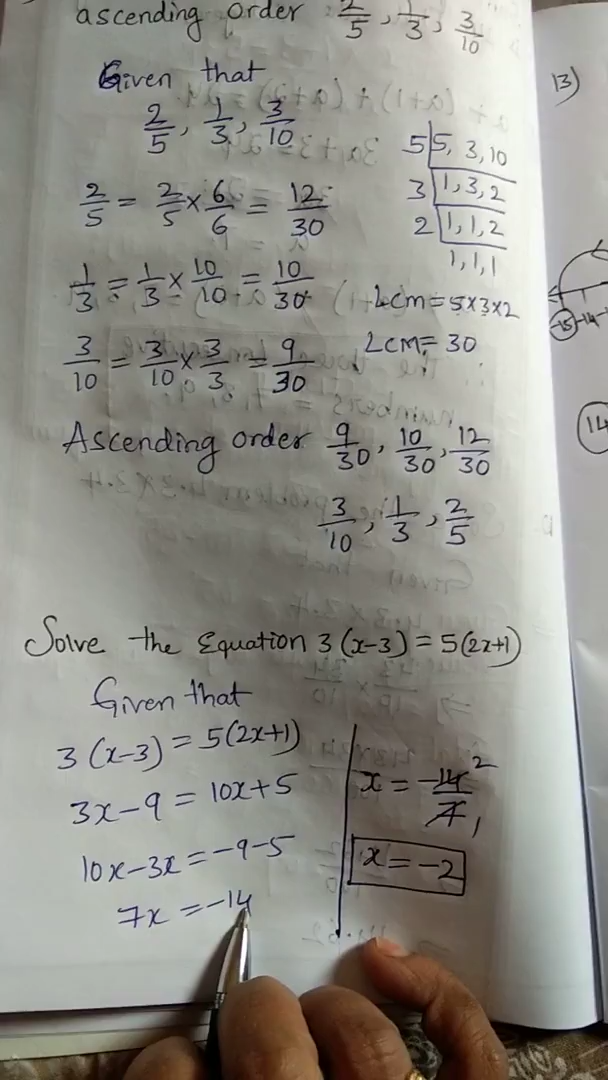 ascending order 2/5, 1/3, 3/10
Given that
2/5, 1/3, 3/10
2/5 = 2/5 × 6/6 = 12/30
1/3 = 1/3 × 10/10 = 10/30
3/10 = 3/10 × 3/3 = 9/30
5 | 5, 3, 10
3 | 1, 3, 2
2 | 1, 1, 2
1, 1, 1
LCM = 5×3×2
LCM = 30
Ascending order 9/30, 10/30, 12/30
3/10, 1/3, 2/5
Solve the Equation 3(x-3) = 5(2x+1)
Given that
3(x-3) = 5(2x+1)
3x-9 = 10x+5
10x-3x = -9-5
7x = -14
x = -14 2/7 1
x = -2
13)
-15 -14
14